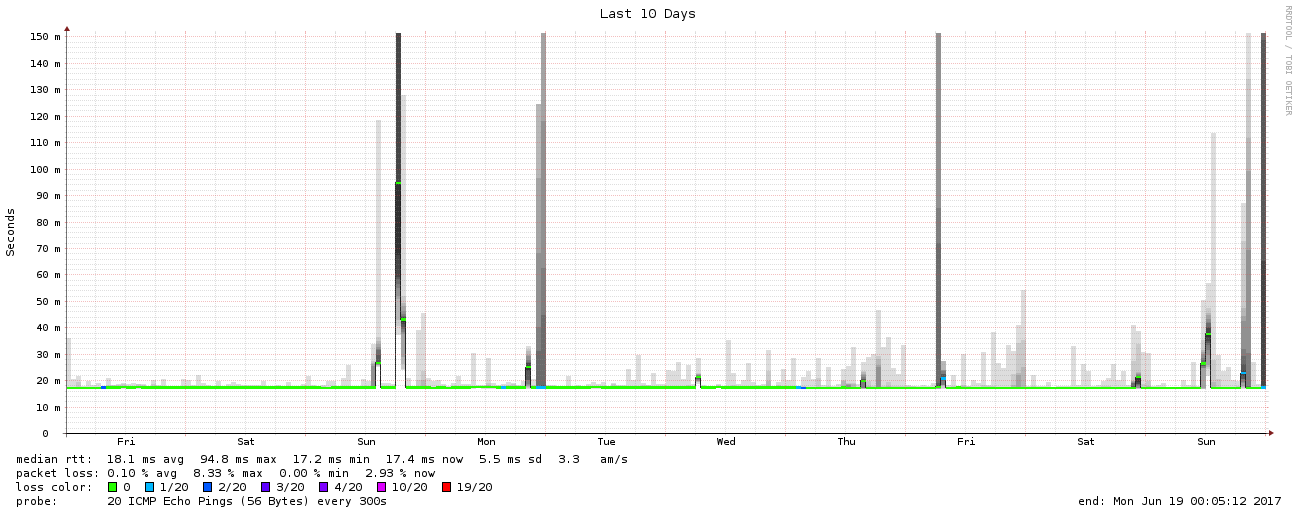 Last 10 Days
RRDTOOL / TOBI OETIKER
Seconds
150 m
140 m
130 m
120 m
110 m
100 m
90 m
80 m
70 m
60 m
50 m
40 m
30 m
20 m
10 m
0
Fri Sat Sun Mon Tue Wed Thu Fri Sat Sun
median rtt: 18.1 ms avg 94.8 ms max 17.2 ms min 17.4 ms now 5.5 ms sd 3.3 am/s
packet loss: 0.10 % avg 8.33 % max 0.00 % min 2.93 % now
loss color: 0 1/20 2/20 3/20 4/20 10/20 19/20
probe: 20 ICMP Echo Pings (56 Bytes) every 300s end: Mon Jun 19 00:05:12 2017